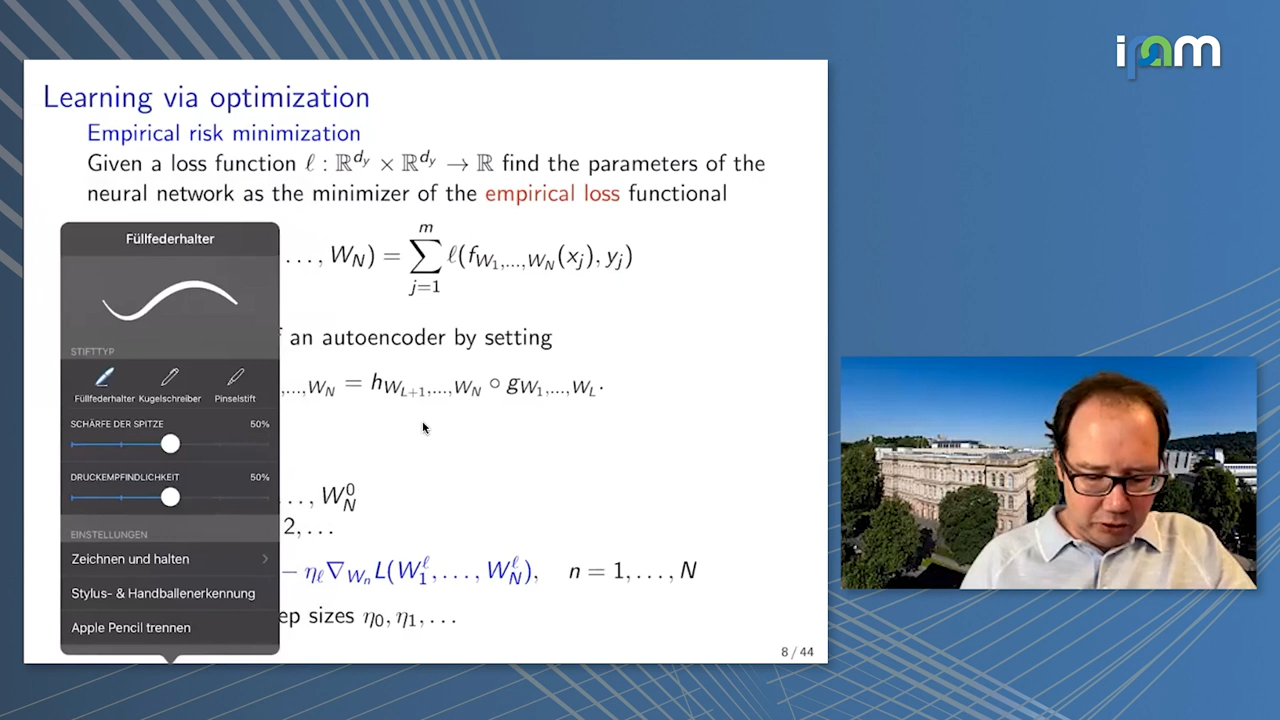 ipam
Learning via optimization
Empirical risk minimization
Given a loss function ℓ : ℝ^{d_y} × ℝ^{d_y} → ℝ find the parameters of the
neural network as the minimizer of the empirical loss functional
. . . , W_N) = ∑_{j=1}^{m} ℓ(f_{W_1,...,W_N}(x_j), y_j)
an autoencoder by setting
,...,W_N = h_{W_{L+1},...,W_N} ∘ g_{W_1,...,W_L}.
. . , W_N^0
2, . . .
− η_ℓ ∇_{W_n} L(W_1^ℓ, . . . , W_N^ℓ),   n = 1, . . . , N
ep sizes η_0, η_1, . . .
8 / 44
Füllfederhalter
STIFTTYP
Füllfederhalter Kugelschreiber Pinselstift
SCHÄRFE DER SPITZE 50%
DRUCKEMPFINDLICHKEIT 50%
EINSTELLUNGEN
Zeichnen und halten
Stylus- & Handballenerkennung
Apple Pencil trennen